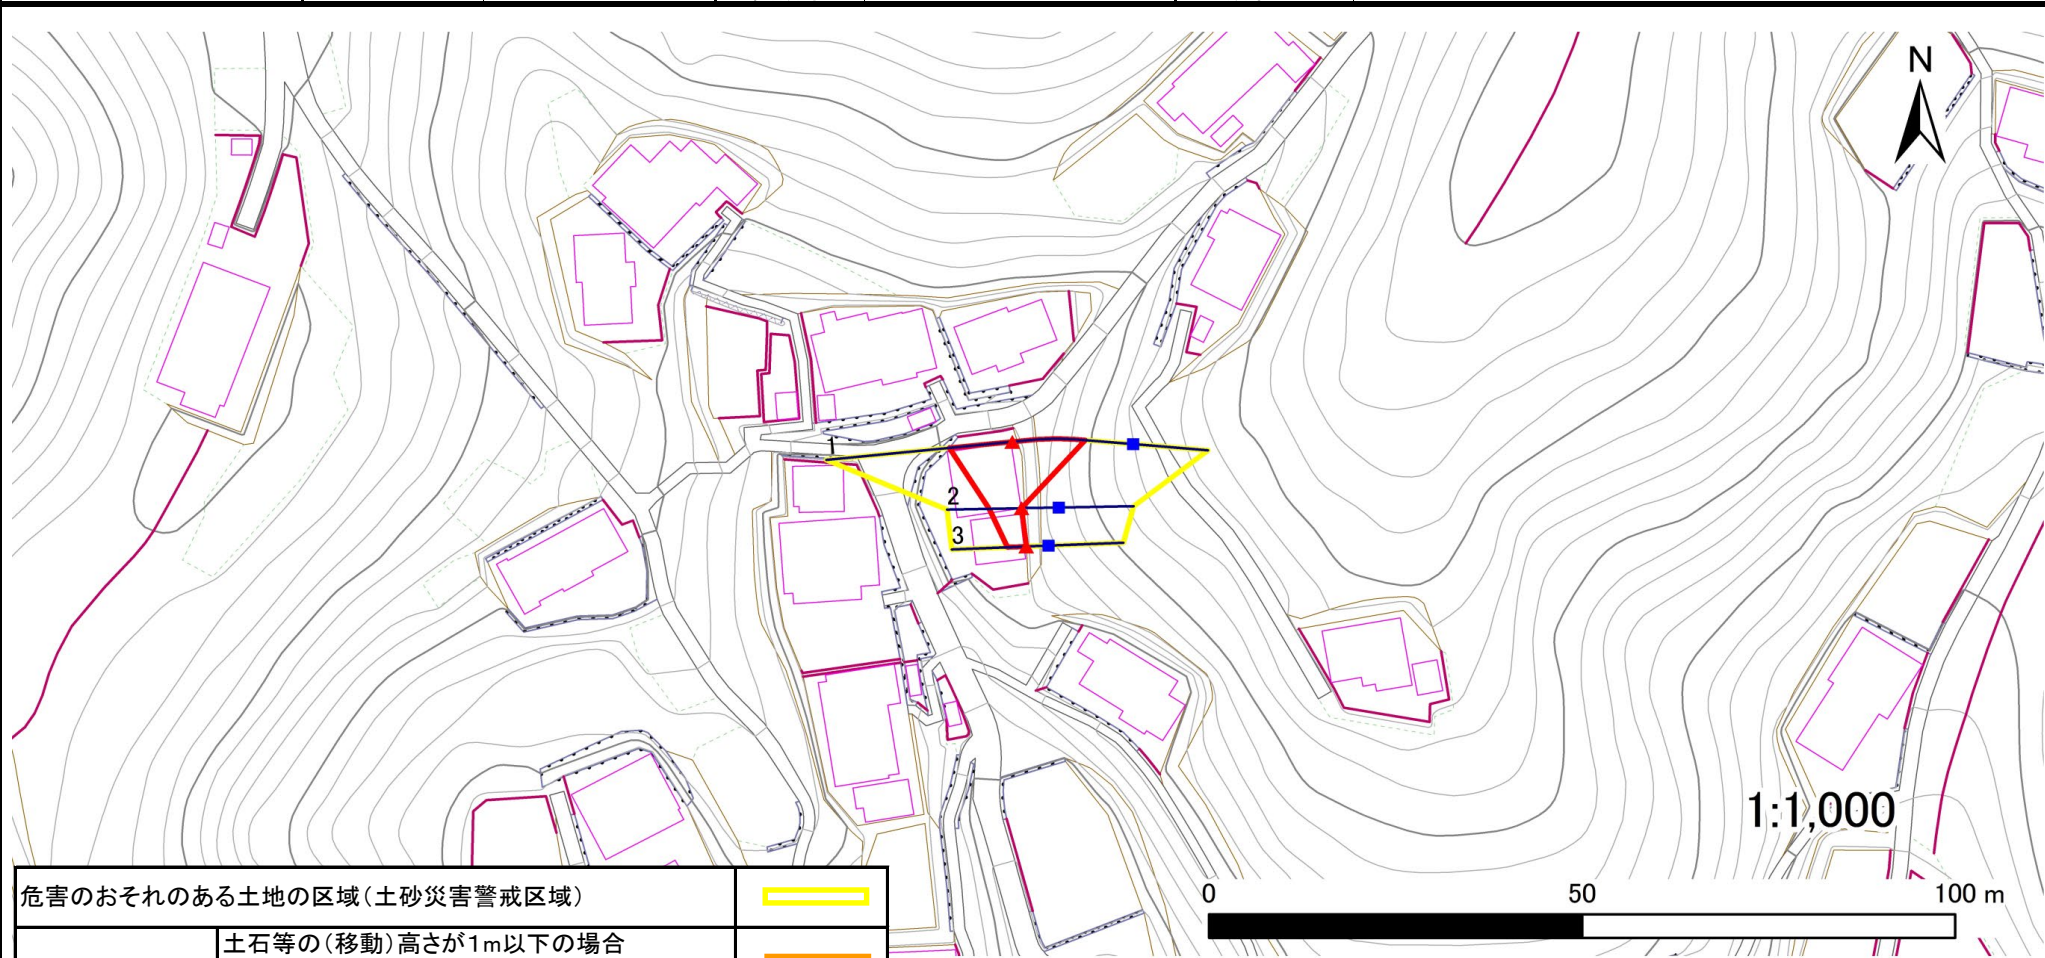 N
1
2
3
1:1,000
0 50 100 m
危害のおそれのある土地の区域(土砂災害警戒区域)
土石等の(移動)高さが1m以下の場合